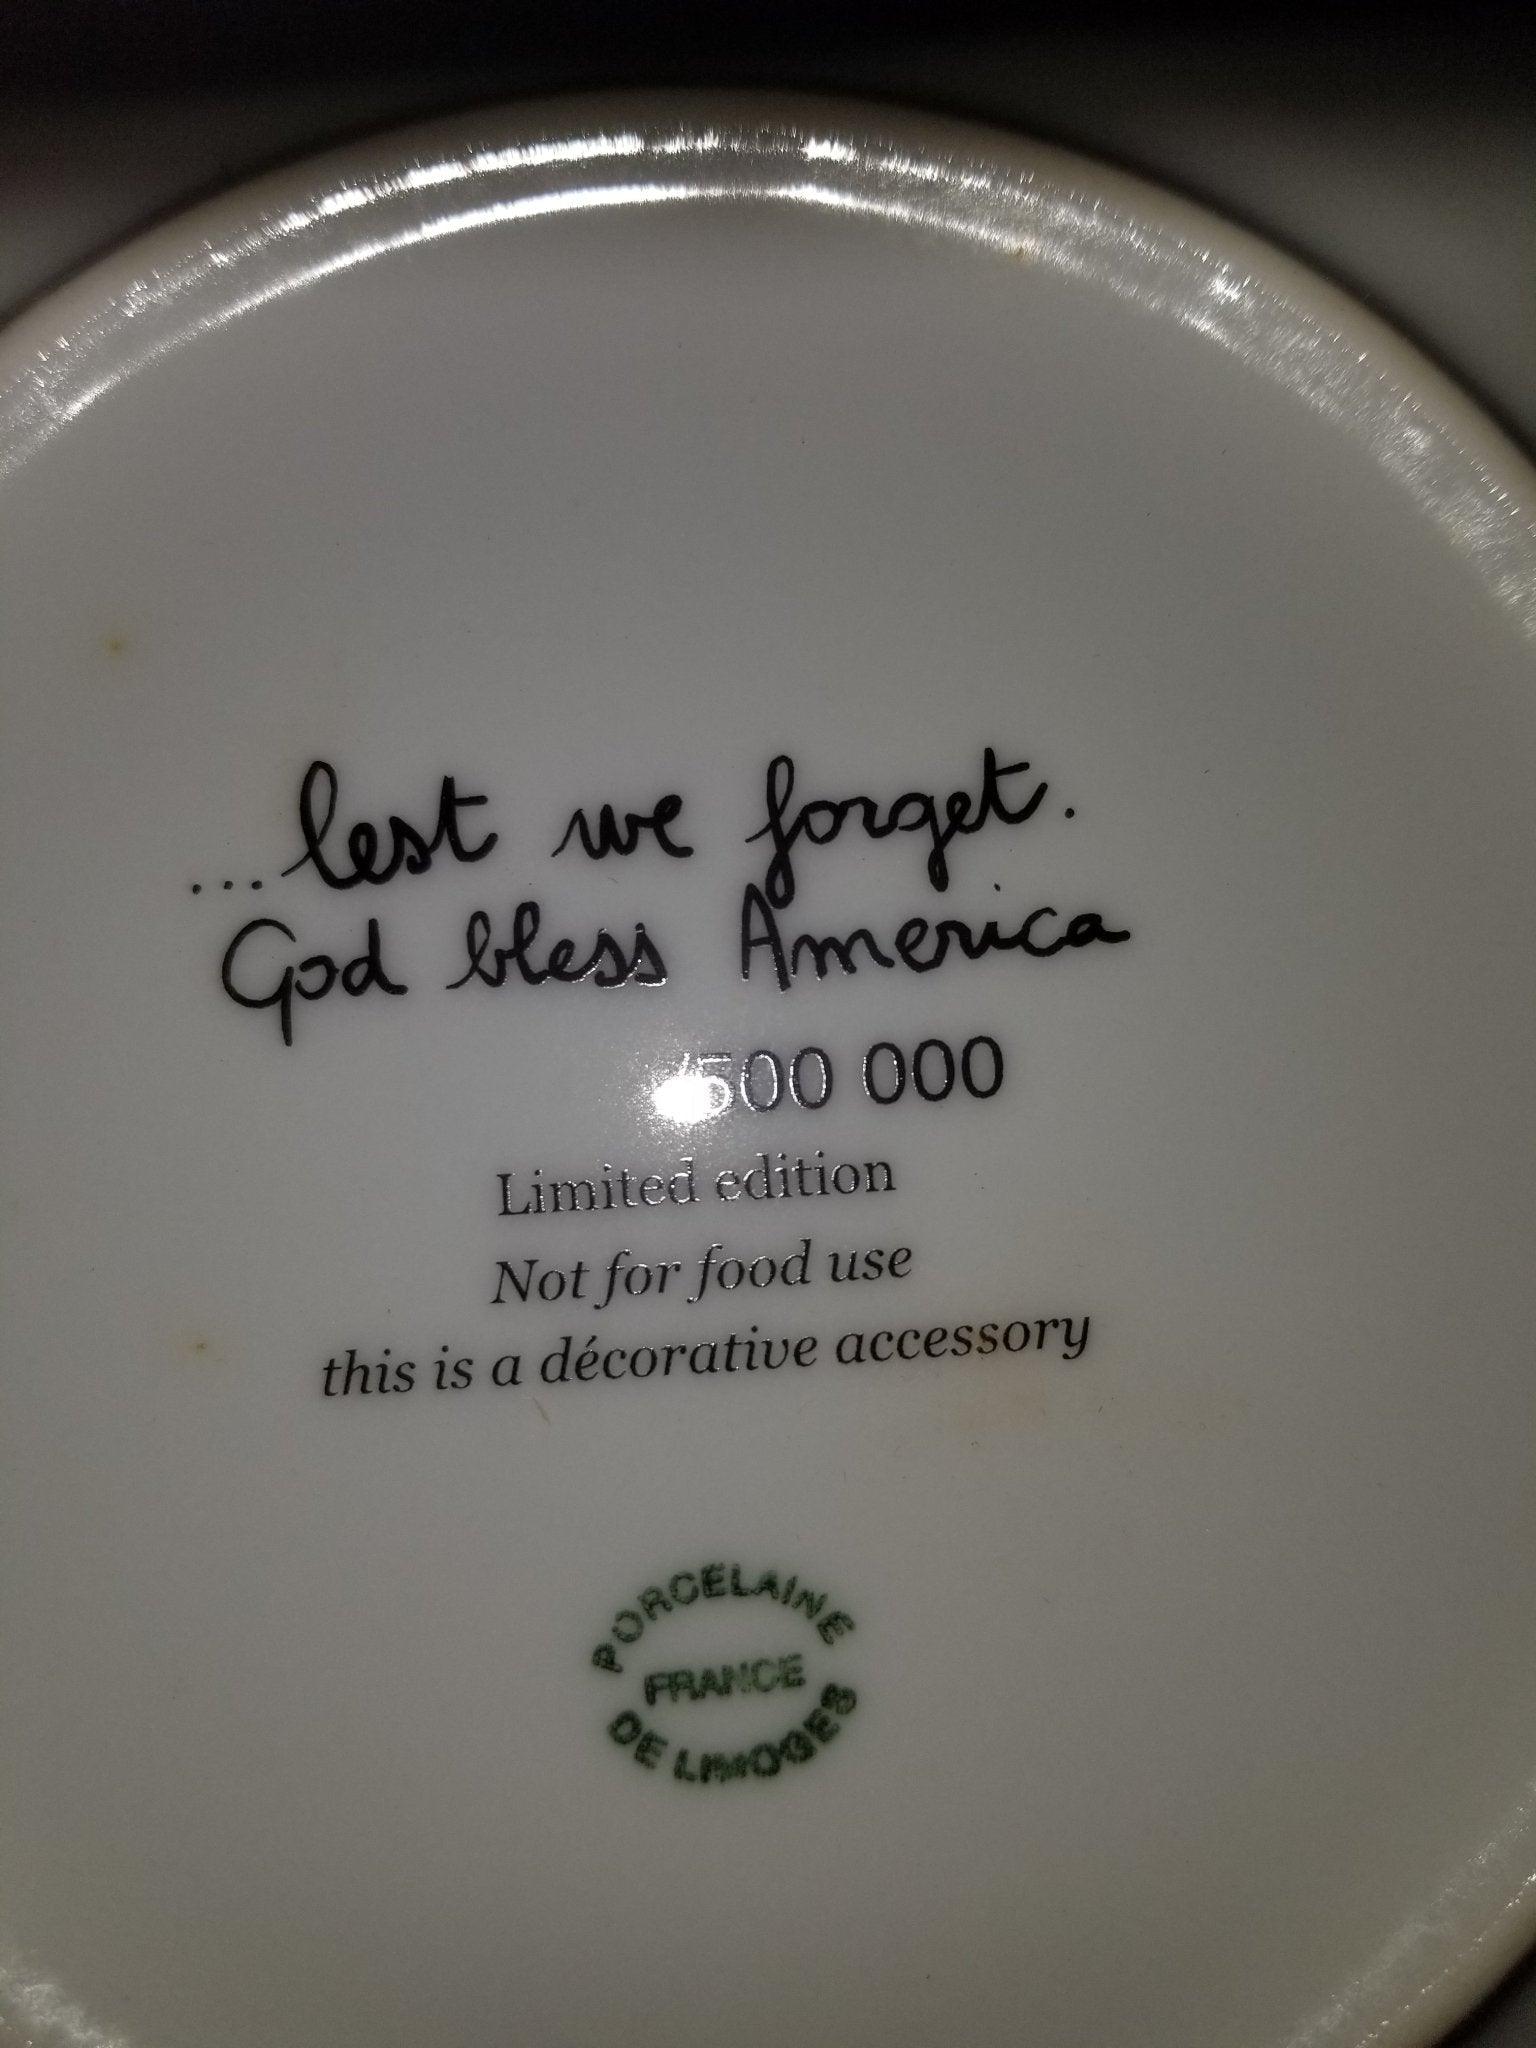 ...lest we forget.
God bless America
/500 000
Limited edition
Not for food use
this is a décorative accessory
PORCELAINE
FRANCE
DE LIMOGES